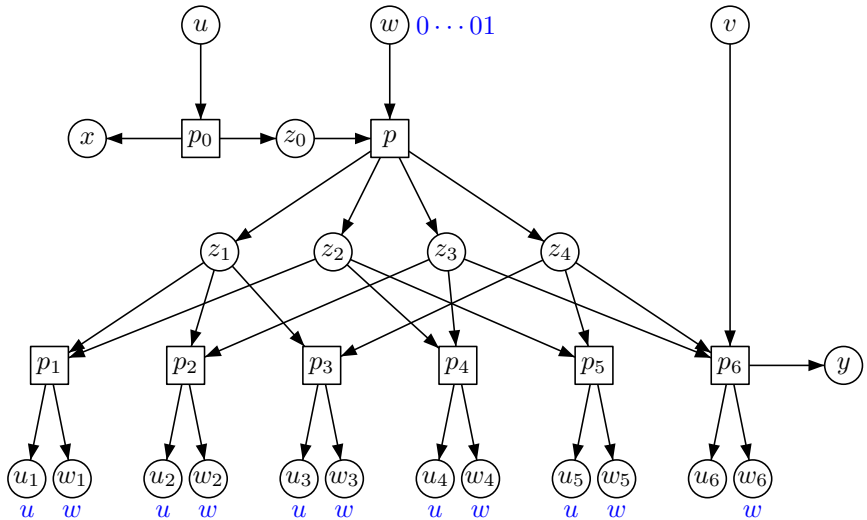 u w 0⋯01 v
x p₀ z₀ p
z₁ z₂ z₃ z₄
p₁ p₂ p₃ p₄ p₅ p₆ y
u₁ w₁ u₂ w₂ u₃ w₃ u₄ w₄ u₅ w₅ u₆ w₆
u w u w u w u w u w w